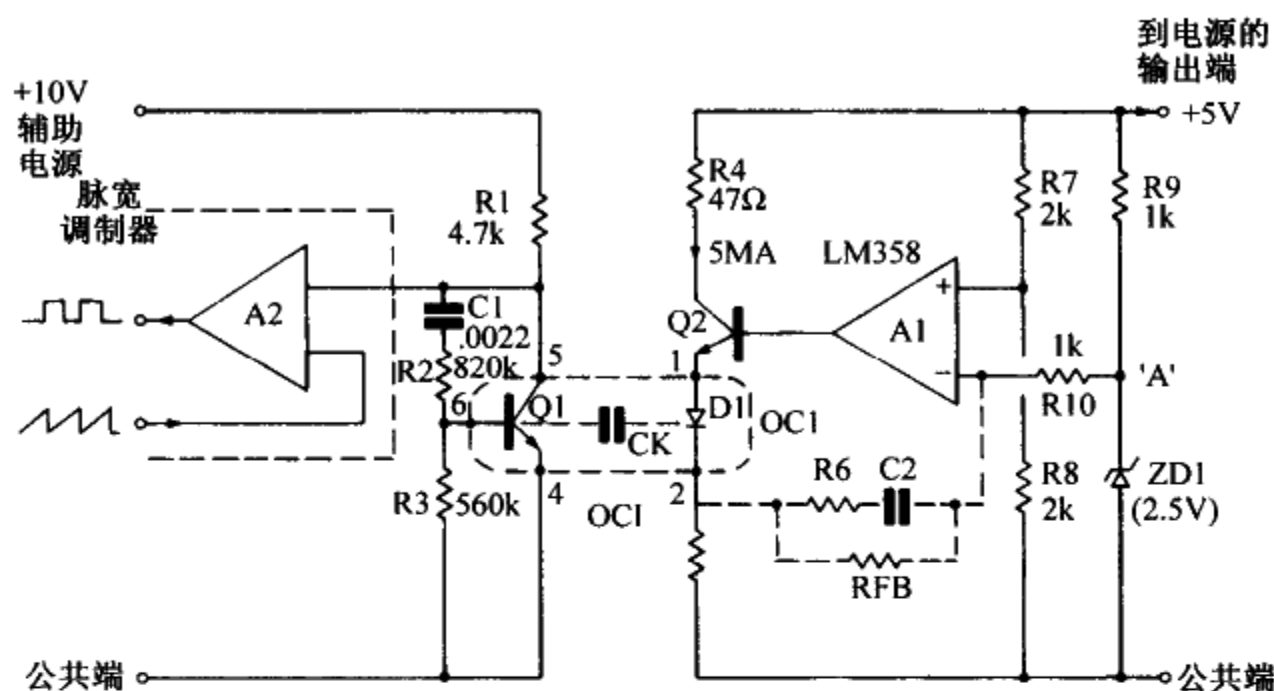 到电源的
输出端
+5V
+10V
辅助
电源
脉宽
调制器
R1
4.7k
R4
47Ω
R7
2k
R9
1k
5MA
LM358
A2
C1
.0022
R2
820k
5
Q2
1
A1
+
−
1k
R10
'A'
6
Q1
D1
OC1
CK
R3
560k
4
OC1
2
R6
C2
R8
2k
ZD1
(2.5V)
RFB
公共端
公共端